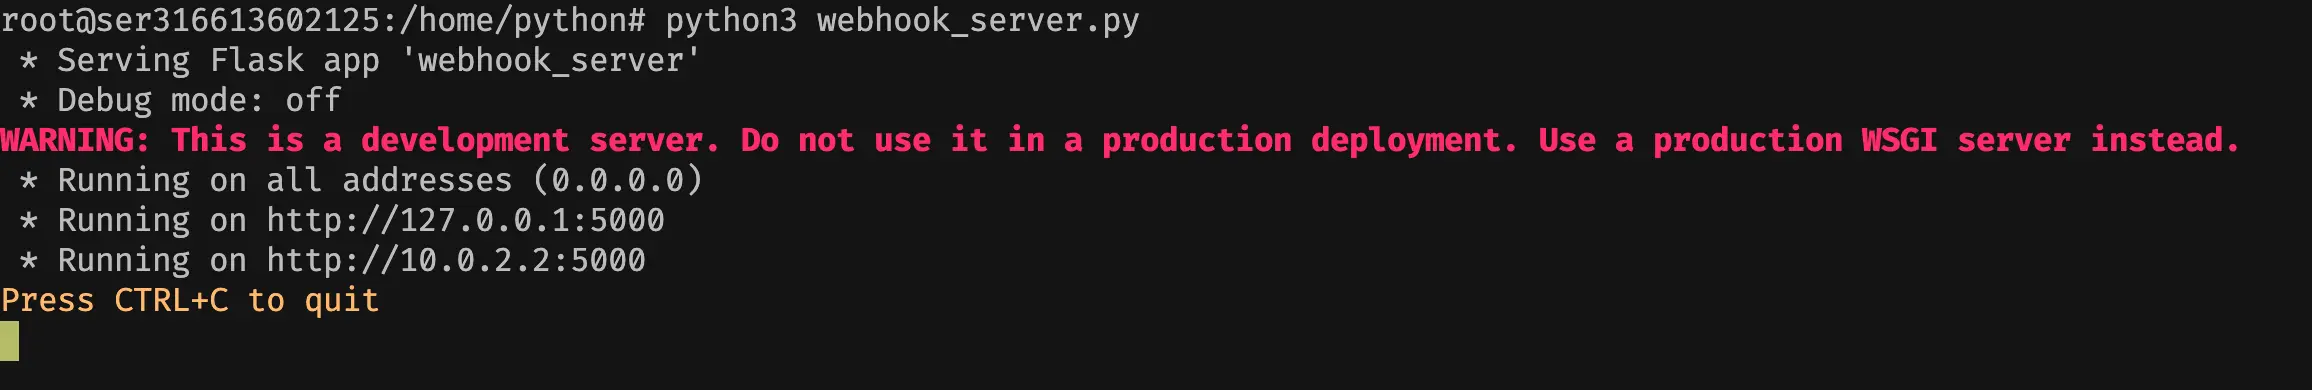 root@ser316613602125:/home/python# python3 webhook_server.py
 * Serving Flask app 'webhook_server'
 * Debug mode: off
WARNING: This is a development server. Do not use it in a production deployment. Use a production WSGI server instead.
 * Running on all addresses (0.0.0.0)
 * Running on http://127.0.0.1:5000
 * Running on http://10.0.2.2:5000
Press CTRL+C to quit